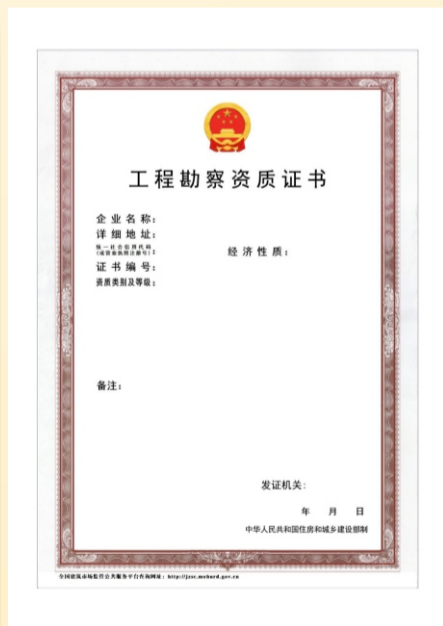 工程勘察资质证书
企业名称：
详细地址：
统一社会信用代码
（或营业执照注册号）： 经济性质：
证书编号：
资质类别及等级：
备注：
发证机关：
年 月 日
中华人民共和国住房和城乡建设部制
全国建筑市场监管公共服务平台查询网址：http://jzsc.mohurd.gov.cn